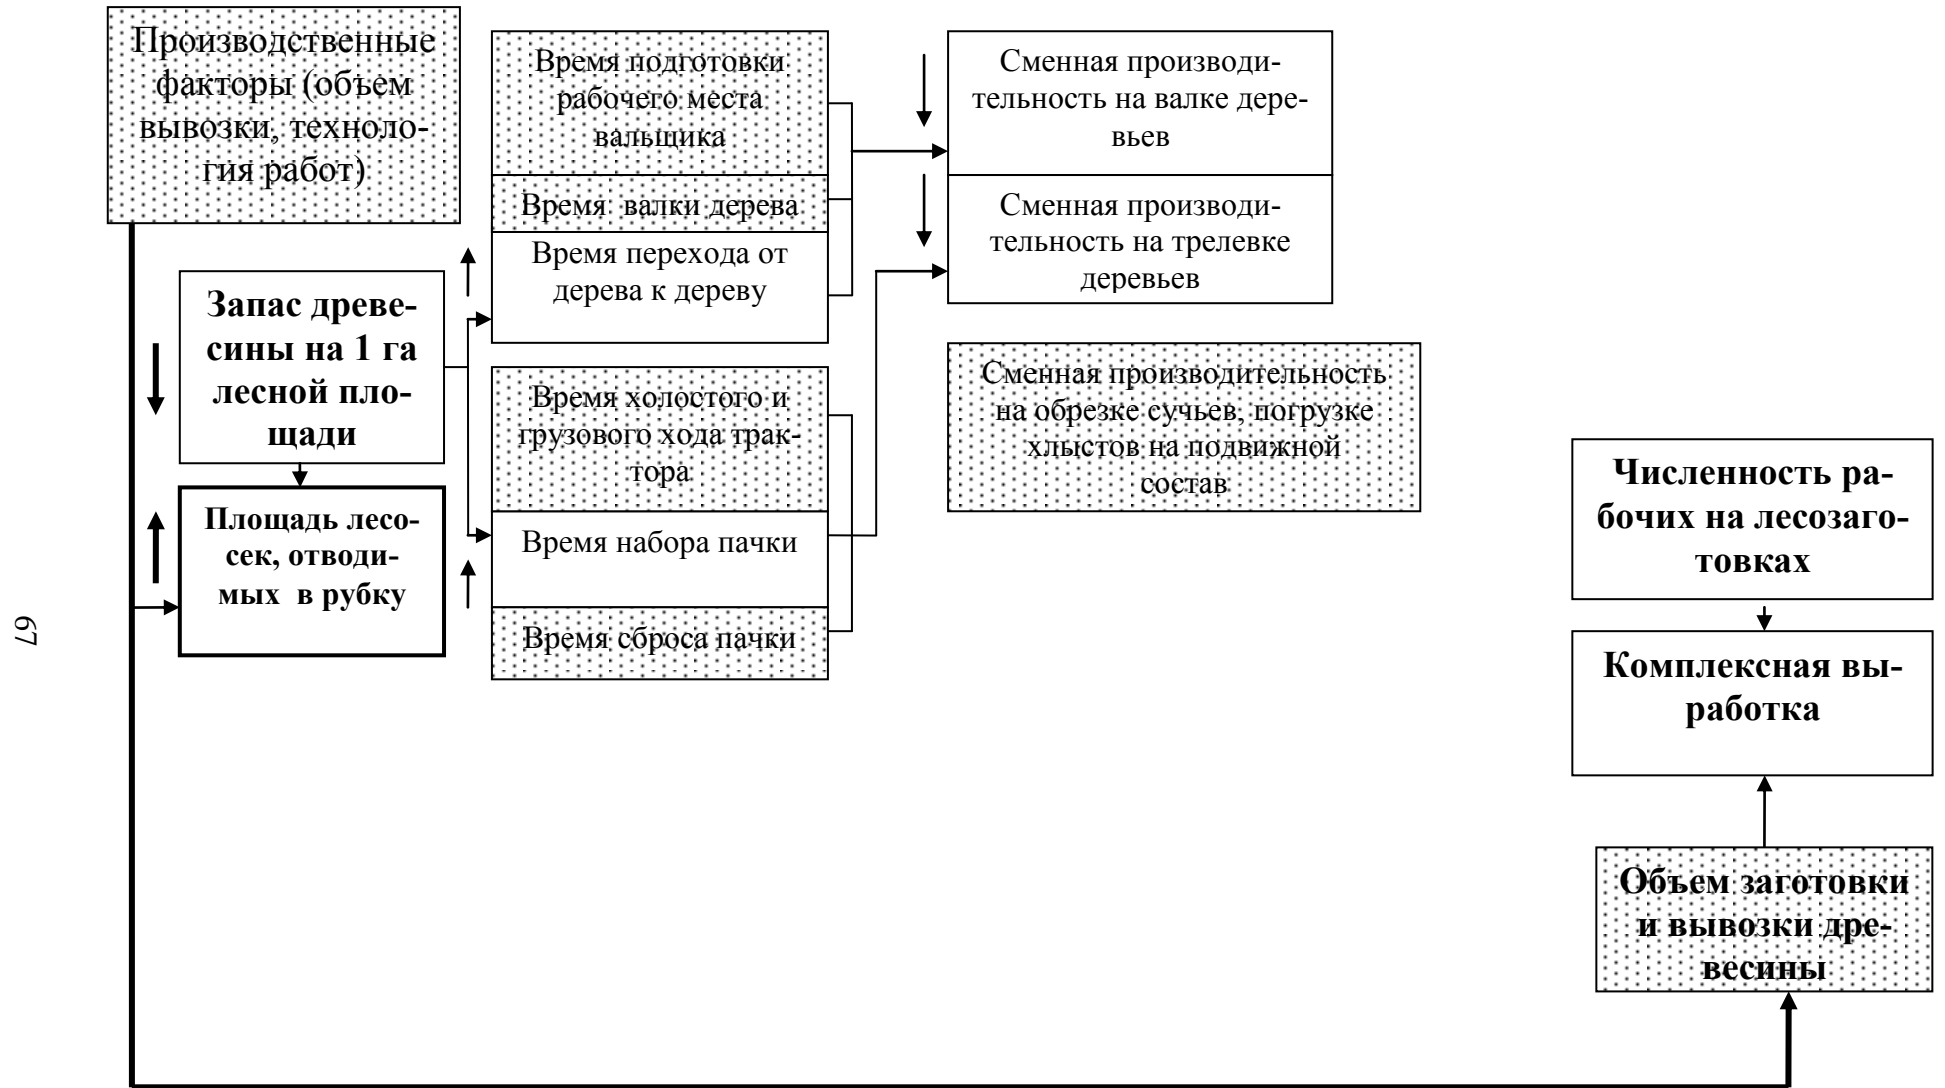 Производственные
факторы (объем
вывозки, техноло-
гия работ)
Запас древе-
сины на 1 га
лесной пло-
щади
Площадь лесо-
сек, отводи-
мых в рубку
Время подготовки
рабочего места
вальщика
Время валки дерева
Время перехода от
дерева к дереву
Время холостого и
грузового хода трак-
тора
Время набора пачки
Время сброса пачки
Сменная производи-
тельность на валке дере-
вьев
Сменная производи-
тельность на трелевке
деревьев
Сменная производительность
на обрезке сучьев, погрузке
хлыстов на подвижной
состав
Численность ра-
бочих на лесозаго-
товках
Комплексная вы-
работка
Объем заготовки
и вывозки дре-
весины
67